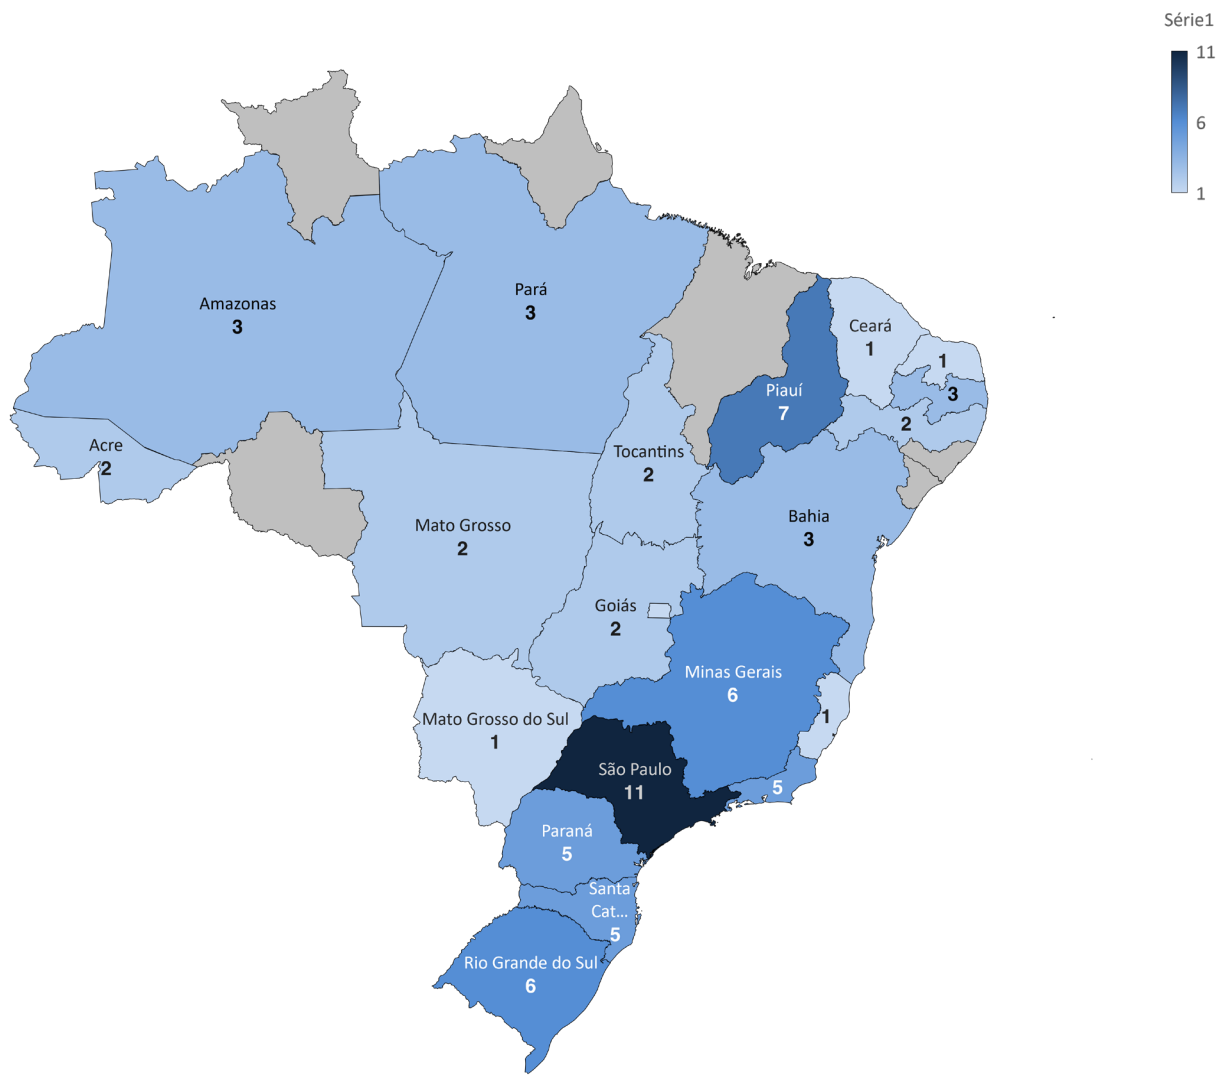 Série1
11
6
1
Amazonas
3
Pará
3
Ceará
1
1
Piauí
7
3
2
Acre
2
Tocantins
2
Mato Grosso
2
Bahia
3
Goiás
2
Minas Gerais
6
Mato Grosso do Sul
1
1
São Paulo
11
5
Paraná
5
Santa
Cat...
5
Rio Grande do Sul
6